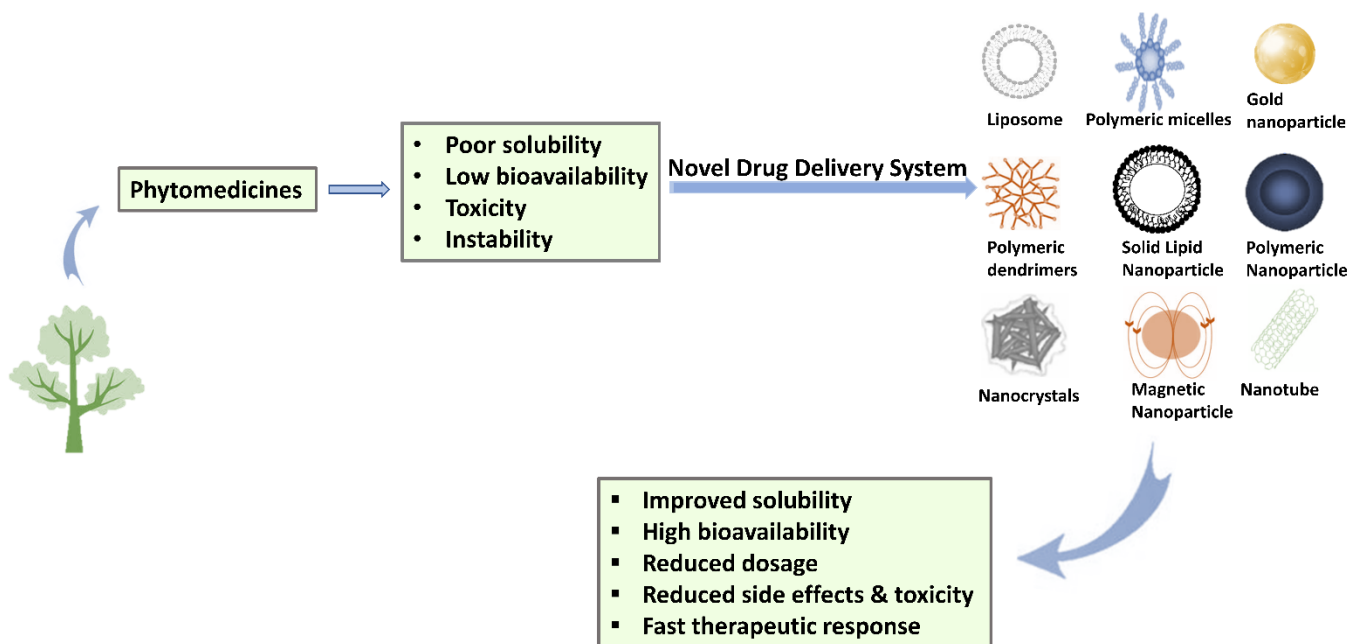 Phytomedicines
• Poor solubility
• Low bioavailability
• Toxicity
• Instability
Novel Drug Delivery System
Liposome
Polymeric micelles
Gold
nanoparticle
Polymeric
dendrimers
Solid Lipid
Nanoparticle
Polymeric
Nanoparticle
Nanocrystals
Magnetic
Nanoparticle
Nanotube
▪ Improved solubility
▪ High bioavailability
▪ Reduced dosage
▪ Reduced side effects & toxicity
▪ Fast therapeutic response